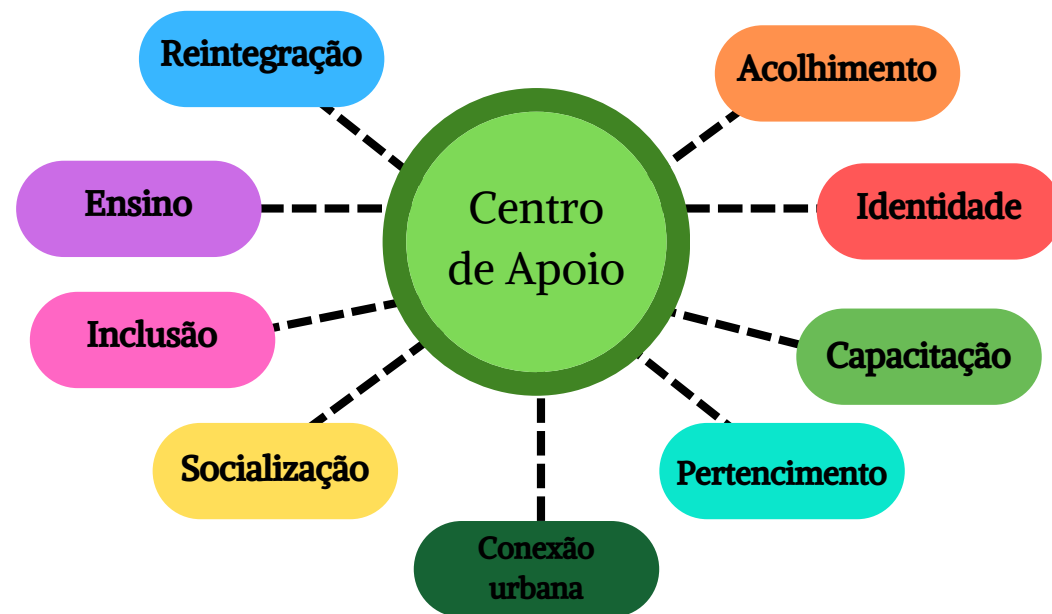 Reintegração
Acolhimento
Ensino
Identidade
Centro
de Apoio
Inclusão
Capacitação
Socialização
Pertencimento
Conexão
urbana